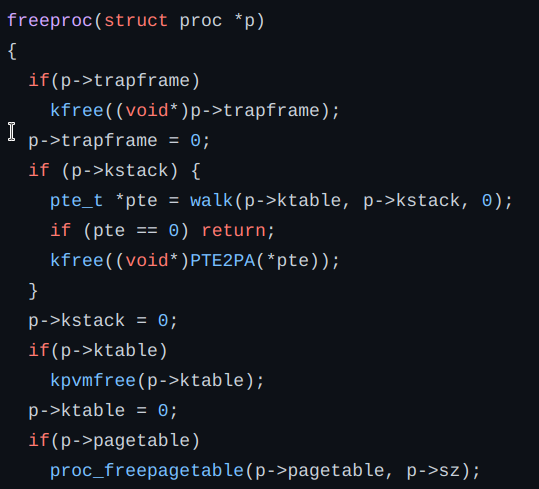 freeproc(struct proc *p)
{
  if(p->trapframe)
    kfree((void*)p->trapframe);
  p->trapframe = 0;
  if (p->kstack) {
    pte_t *pte = walk(p->ktable, p->kstack, 0);
    if (pte == 0) return;
    kfree((void*)PTE2PA(*pte));
  }
  p->kstack = 0;
  if(p->ktable)
    kpvmfree(p->ktable);
  p->ktable = 0;
  if(p->pagetable)
    proc_freepagetable(p->pagetable, p->sz);